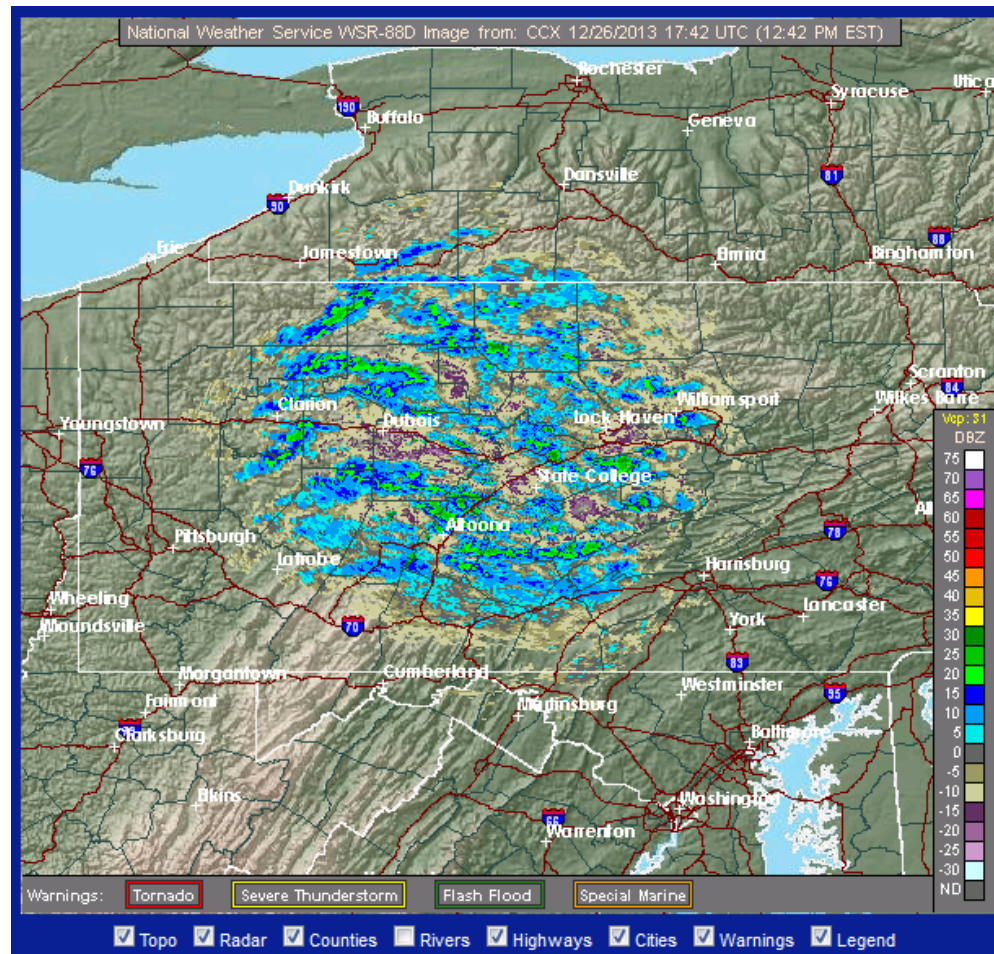 National Weather Service WSR-88D Image from: CCX 12/26/2013 17:42 UTC (12:42 PM EST)
Rochester
Utica
Syracuse
190
Buffalo
Geneva
Dansville
81
Dunkirk
90
88
Erie
Jamestown
Elmira
Binghamton
Scranton
84
Clarion
Williamsport
Wilkes Barre
Youngstown
Dubois
Lock Haven
Vcp: 31
DBZ
76
State College
75
70
65
60
55
50
45
40
35
30
25
20
15
10
5
0
-5
-10
-15
-20
-25
-30
ND
Altoona
Al
Pittsburgh
78
Latrobe
Harrisburg
76
Wheeling
Lancaster
Moundsville
70
York
83
Morgantown
Cumberland
Westminster
95
Fairmont
Martinsburg
Clarksburg
Baltimore
Elkins
Washington
66
Warrenton
Warnings: Tornado Severe Thunderstorm Flash Flood Special Marine
Topo Radar Counties Rivers Highways Cities Warnings Legend